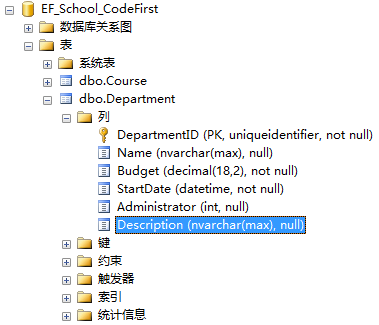 EF_School_CodeFirst
数据库关系图
表
系统表
dbo.Course
dbo.Department
列
DepartmentID (PK, uniqueidentifier, not null)
Name (nvarchar(max), null)
Budget (decimal(18,2), not null)
StartDate (datetime, not null)
Administrator (int, null)
Description (nvarchar(max), null)
键
约束
触发器
索引
统计信息